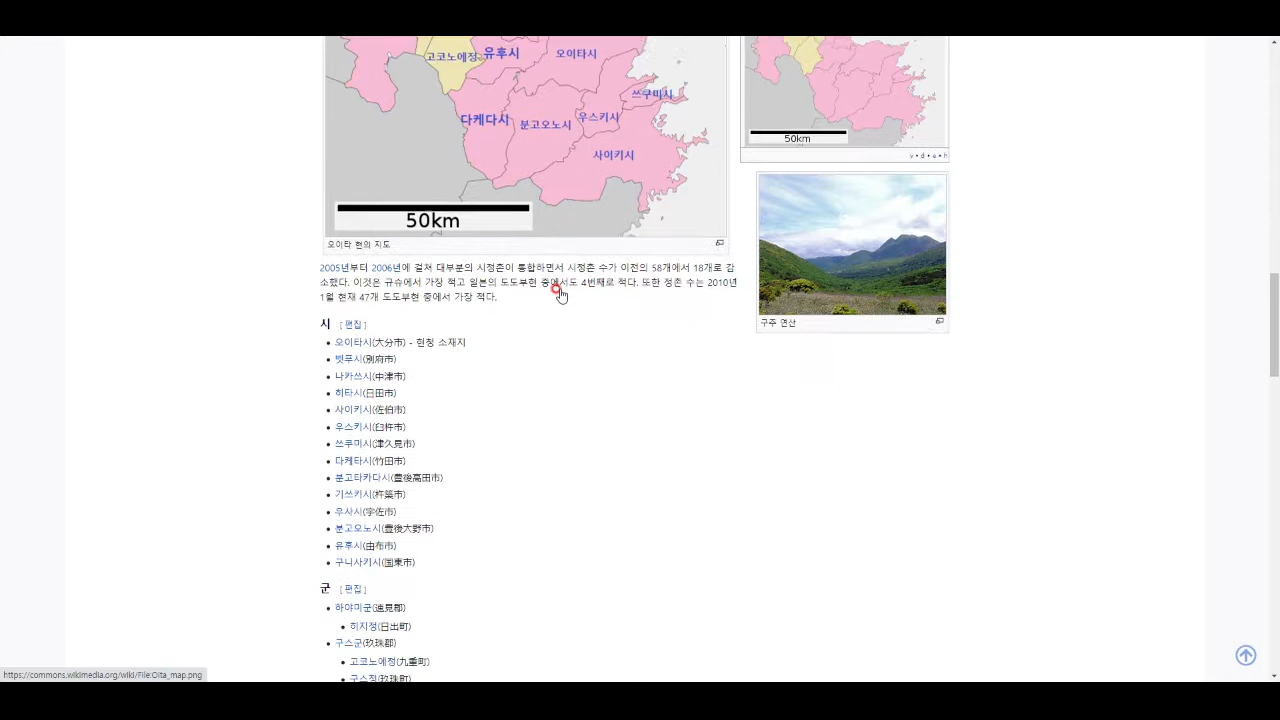 고코노에정
유후시
오이타시
쓰쿠미시
다케다시
분고오노시
우스키시
사이키시
50km
50km
v • d • e • h
오이타 현의 지도
2005년부터 2006년에 걸쳐 대부분의 시정촌이 통합하면서 시정촌 수가 이전의 58개에서 18개로 감
소했다. 이것은 규슈에서 가장 적고 일본의 도도부현 중에서도 4번째로 적다. 또한 정촌 수는 2010년
1월 현재 47개 도도부현 중에서 가장 적다.
구주 연산
시 [편집]
• 오이타시(大分市) - 현청 소재지
• 벳푸시(別府市)
• 나카쓰시(中津市)
• 히타시(日田市)
• 사이키시(佐伯市)
• 우스키시(臼杵市)
• 쓰쿠미시(津久見市)
• 다케타시(竹田市)
• 분고타카다시(豊後高田市)
• 기쓰키시(杵築市)
• 우사시(宇佐市)
• 분고오노시(豊後大野市)
• 유후시(由布市)
• 구니사키시(国東市)
군 [편집]
• 하야미군(速見郡)
• 히지정(日出町)
• 구스군(玖珠郡)
• 고코노에정(九重町)
• 구스정(玖珠町)
https://commons.wikimedia.org/wiki/File:Oita_map.png